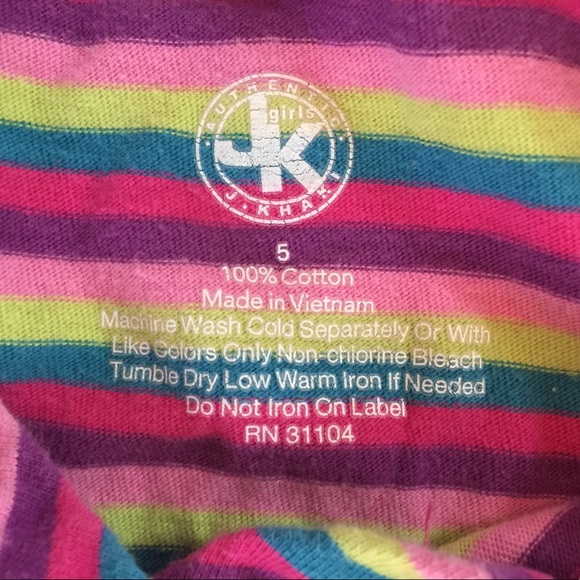 AUTHENTIC
girls
JK
J.KHAKI
5
100% Cotton
Made in Vietnam
Machine Wash Cold Separately Or With
Like Colors Only Non-chlorine Bleach
Tumble Dry Low Warm Iron If Needed
Do Not Iron On Label
RN 31104